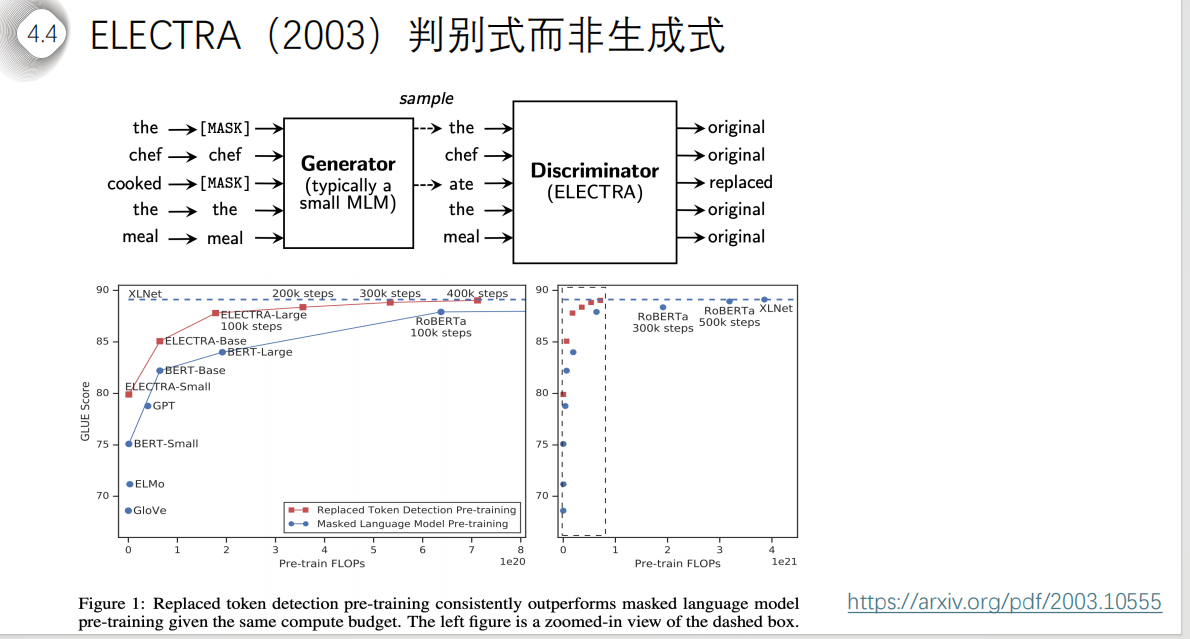 4.4
ELECTRA（2003）判别式而非生成式
sample
the [MASK] the original
chef chef chef original
cooked [MASK] ate replaced
the the the original
meal meal meal original
Generator
(typically a
small MLM)
Discriminator
(ELECTRA)
90
85
80
75
70
GLUE Score
XLNet
200k steps
300k steps
400k steps
ELECTRA-Large
100k steps
RoBERTa
100k steps
ELECTRA-Base
BERT-Large
BERT-Base
ELECTRA-Small
GPT
BERT-Small
ELMo
GloVe
Replaced Token Detection Pre-training
Masked Language Model Pre-training
0 1 2 3 4 5 6 7 8
Pre-train FLOPs
1e20
90
85
80
75
70
RoBERTa
300k steps
RoBERTa
500k steps
XLNet
0 1 2 3 4
Pre-train FLOPs
1e21
Figure 1: Replaced token detection pre-training consistently outperforms masked language model
pre-training given the same compute budget. The left figure is a zoomed-in view of the dashed box.
https://arxiv.org/pdf/2003.10555